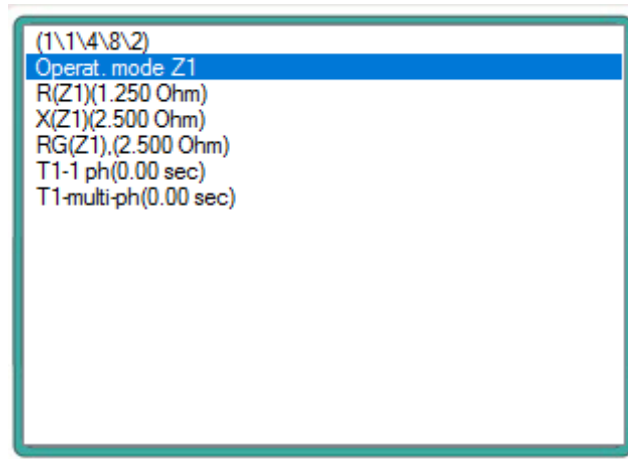 (1\1\4\8\2)
Operat. mode Z1
R(Z1)(1.250 Ohm)
X(Z1)(2.500 Ohm)
RG(Z1),(2.500 Ohm)
T1-1 ph(0.00 sec)
T1-multi-ph(0.00 sec)